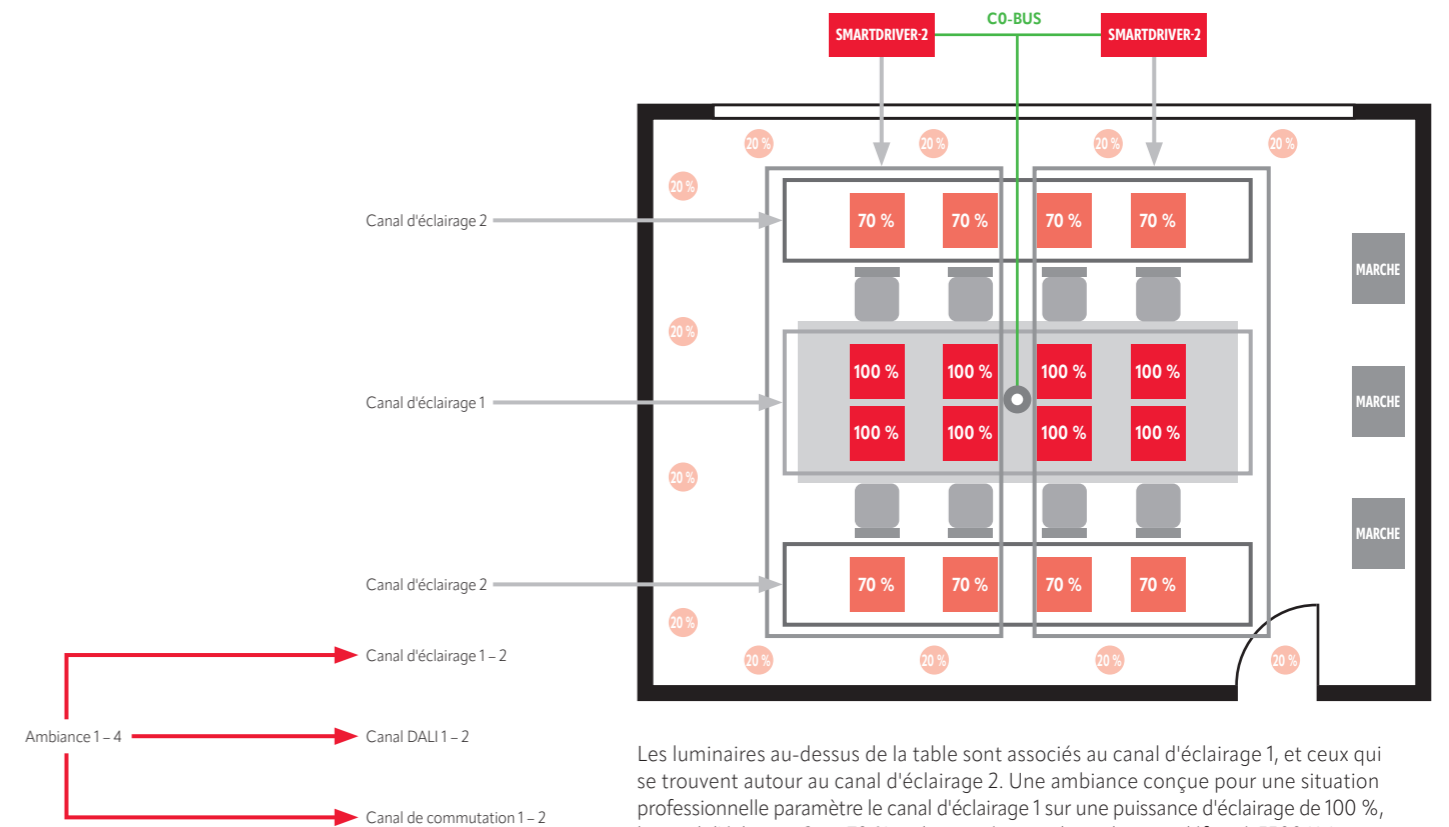 C0-BUS
SMARTDRIVER-2
SMARTDRIVER-2
20 %
20 %
20 %
20 %
20 %
Canal d'éclairage 2
70 %
70 %
70 %
70 %
MARCHE
20 %
Canal d'éclairage 1
100 %
100 %
100 %
100 %
MARCHE
100 %
100 %
100 %
100 %
20 %
MARCHE
Canal d'éclairage 2
70 %
70 %
70 %
70 %
20 %
20 %
20 %
20 %
20 %
Canal d'éclairage 1 – 2
Ambiance 1 – 4
Canal DALI 1 – 2
Canal de commutation 1 – 2
Les luminaires au-dessus de la table sont associés au canal d'éclairage 1, et ceux qui
se trouvent autour au canal d'éclairage 2. Une ambiance conçue pour une situation
professionnelle paramètre le canal d'éclairage 1 sur une puissance d'éclairage de 100 %,